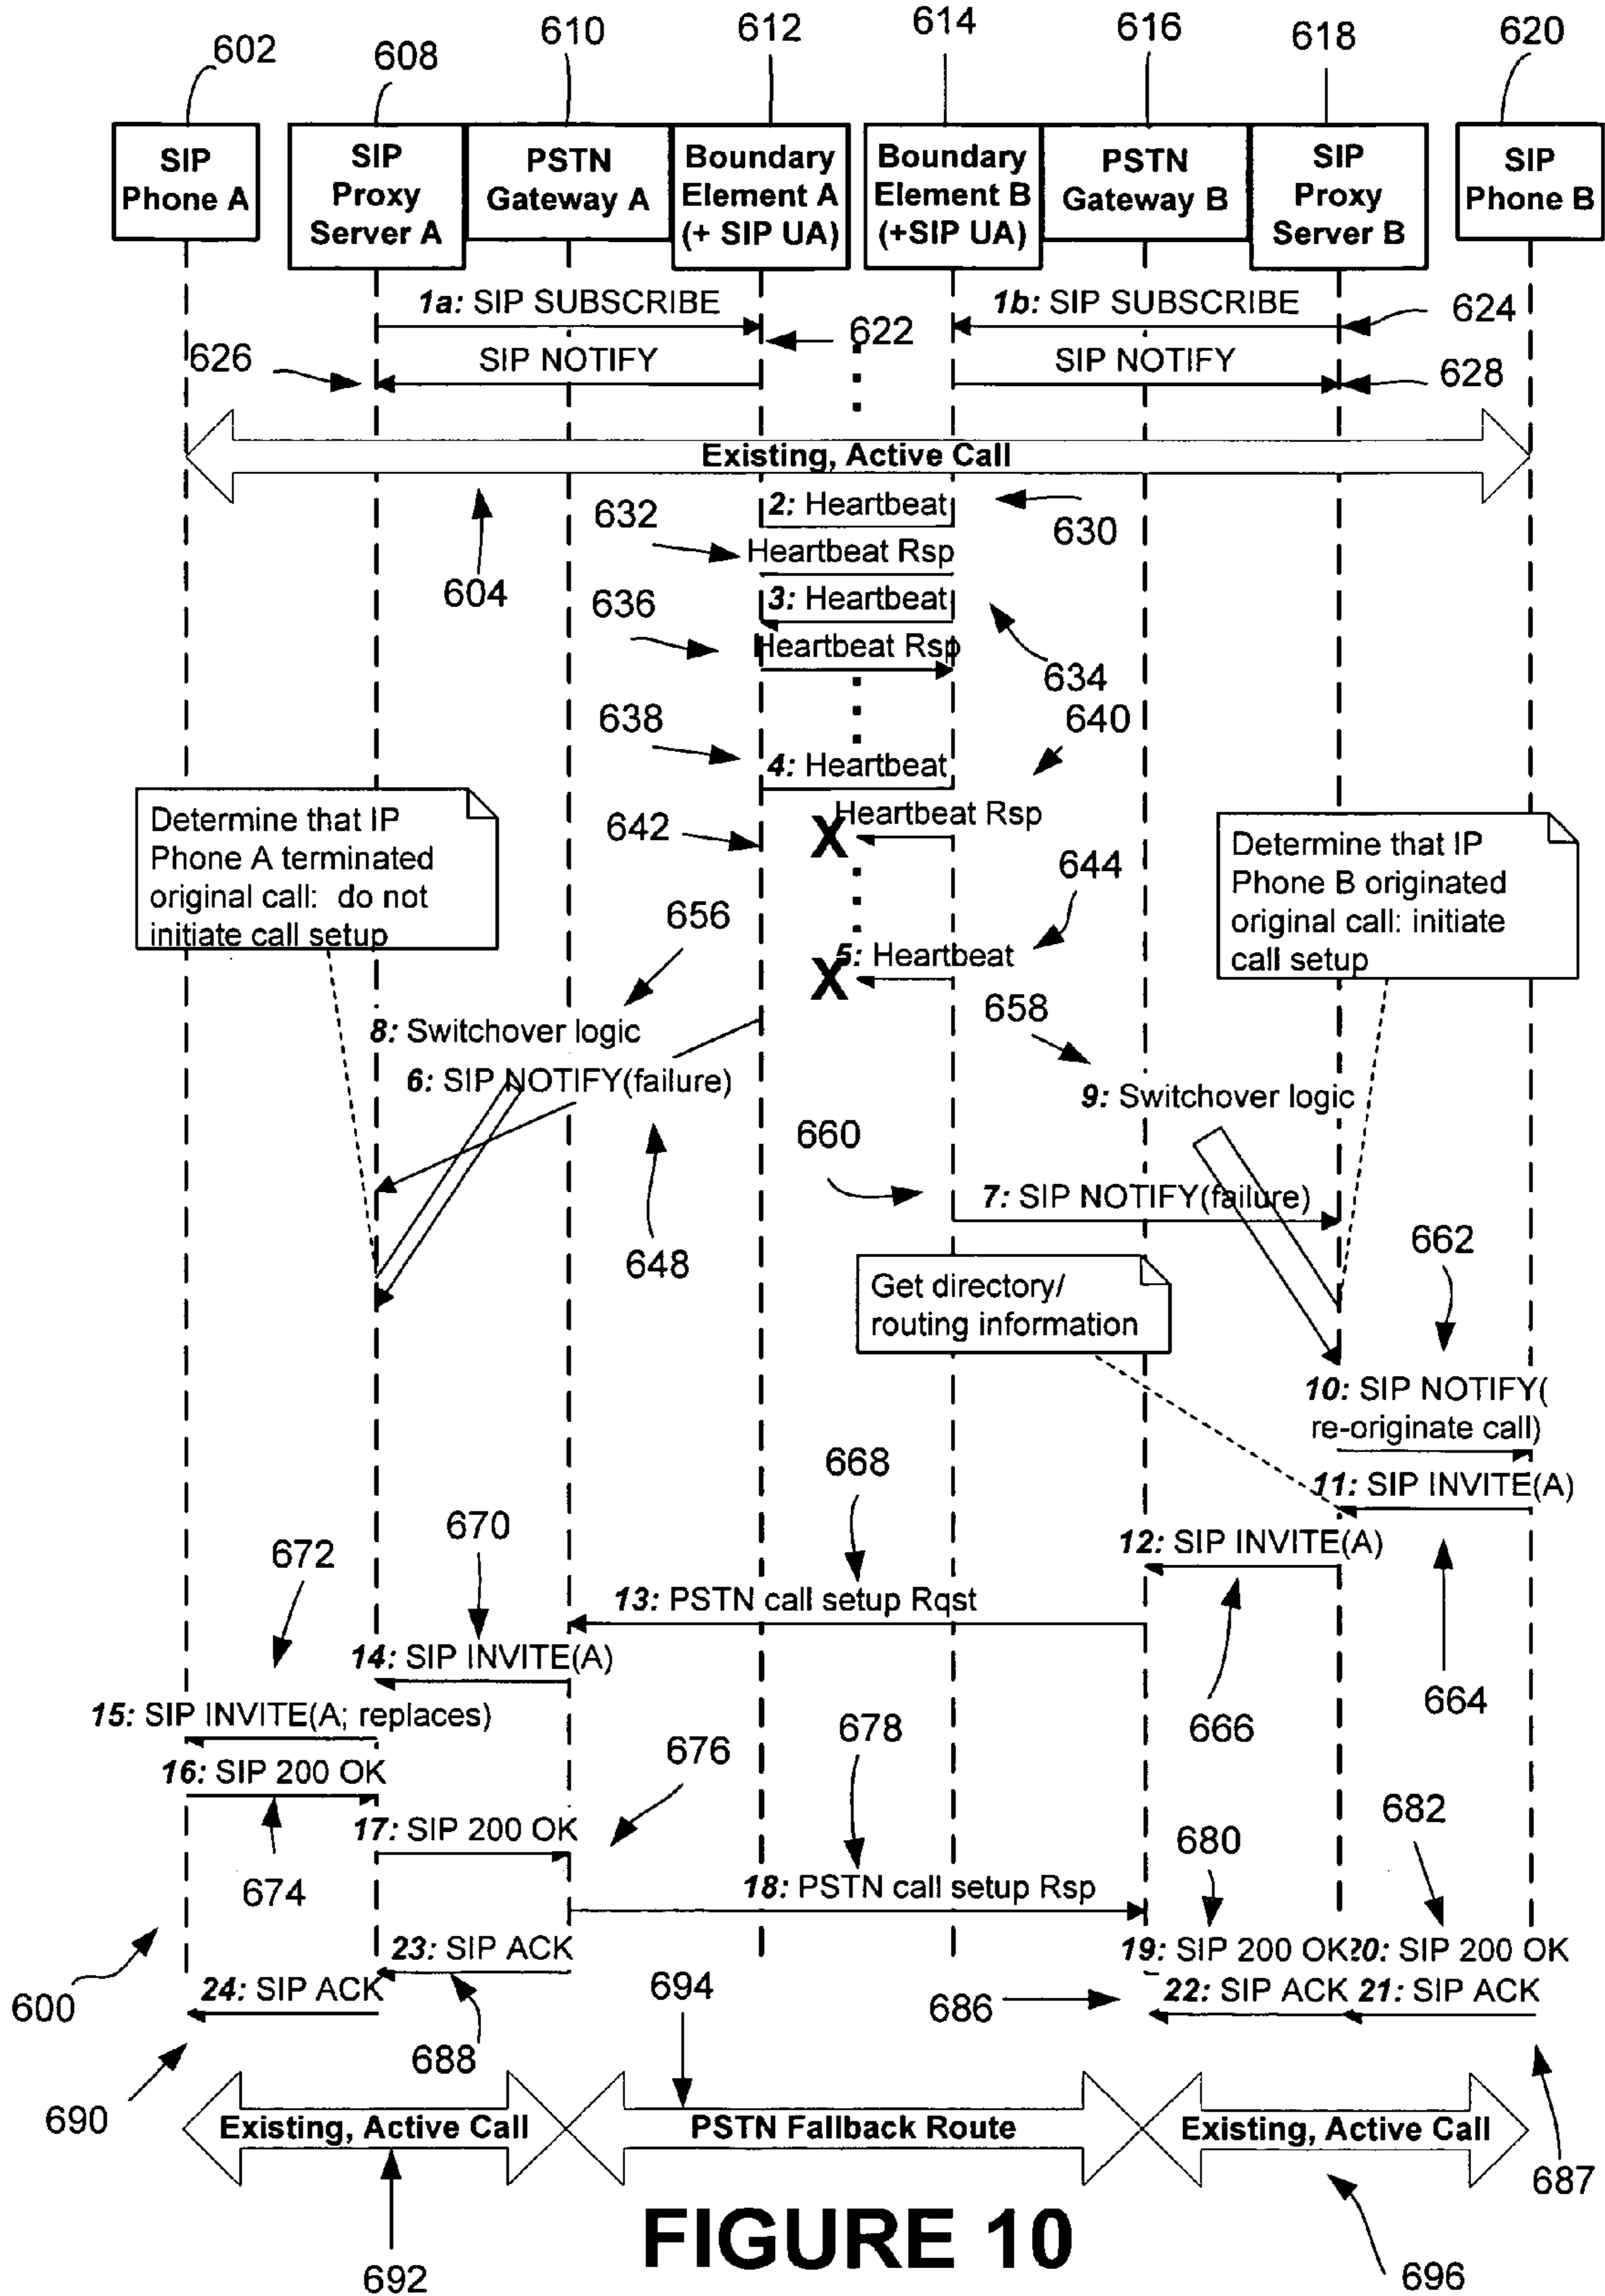 602
608
610
612
614
616
618
620
SIP
Phone A
SIP
Proxy
Server A
PSTN
Gateway A
Boundary
Element A
(+ SIP UA)
Boundary
Element B
(+SIP UA)
PSTN
Gateway B
SIP
Proxy
Server B
SIP
Phone B
1a: SIP SUBSCRIBE
1b: SIP SUBSCRIBE
624
622
626
SIP NOTIFY
SIP NOTIFY
628
Existing, Active Call
2: Heartbeat
632
630
Heartbeat Rsp
604
3: Heartbeat
636
Heartbeat Rsp
634
638
640
4: Heartbeat
Determine that IP
Phone A terminated
original call: do not
initiate call setup
642
Heartbeat Rsp
X
Determine that IP
Phone B originated
original call: initiate
call setup
644
656
5: Heartbeat
X
658
8: Switchover logic
6: SIP NOTIFY(failure)
9: Switchover logic
660
7: SIP NOTIFY(failure)
648
662
Get directory/
routing information
10: SIP NOTIFY(
re-originate call)
668
11: SIP INVITE(A)
670
672
12: SIP INVITE(A)
13: PSTN call setup Rqst
14: SIP INVITE(A)
664
15: SIP INVITE(A; replaces)
666
678
676
16: SIP 200 OK
682
17: SIP 200 OK
680
674
18: PSTN call setup Rsp
23: SIP ACK
19: SIP 200 OK
20: SIP 200 OK
600
24: SIP ACK
694
686
22: SIP ACK
21: SIP ACK
688
690
Existing, Active Call
PSTN Fallback Route
Existing, Active Call
687
FIGURE 10
692
696